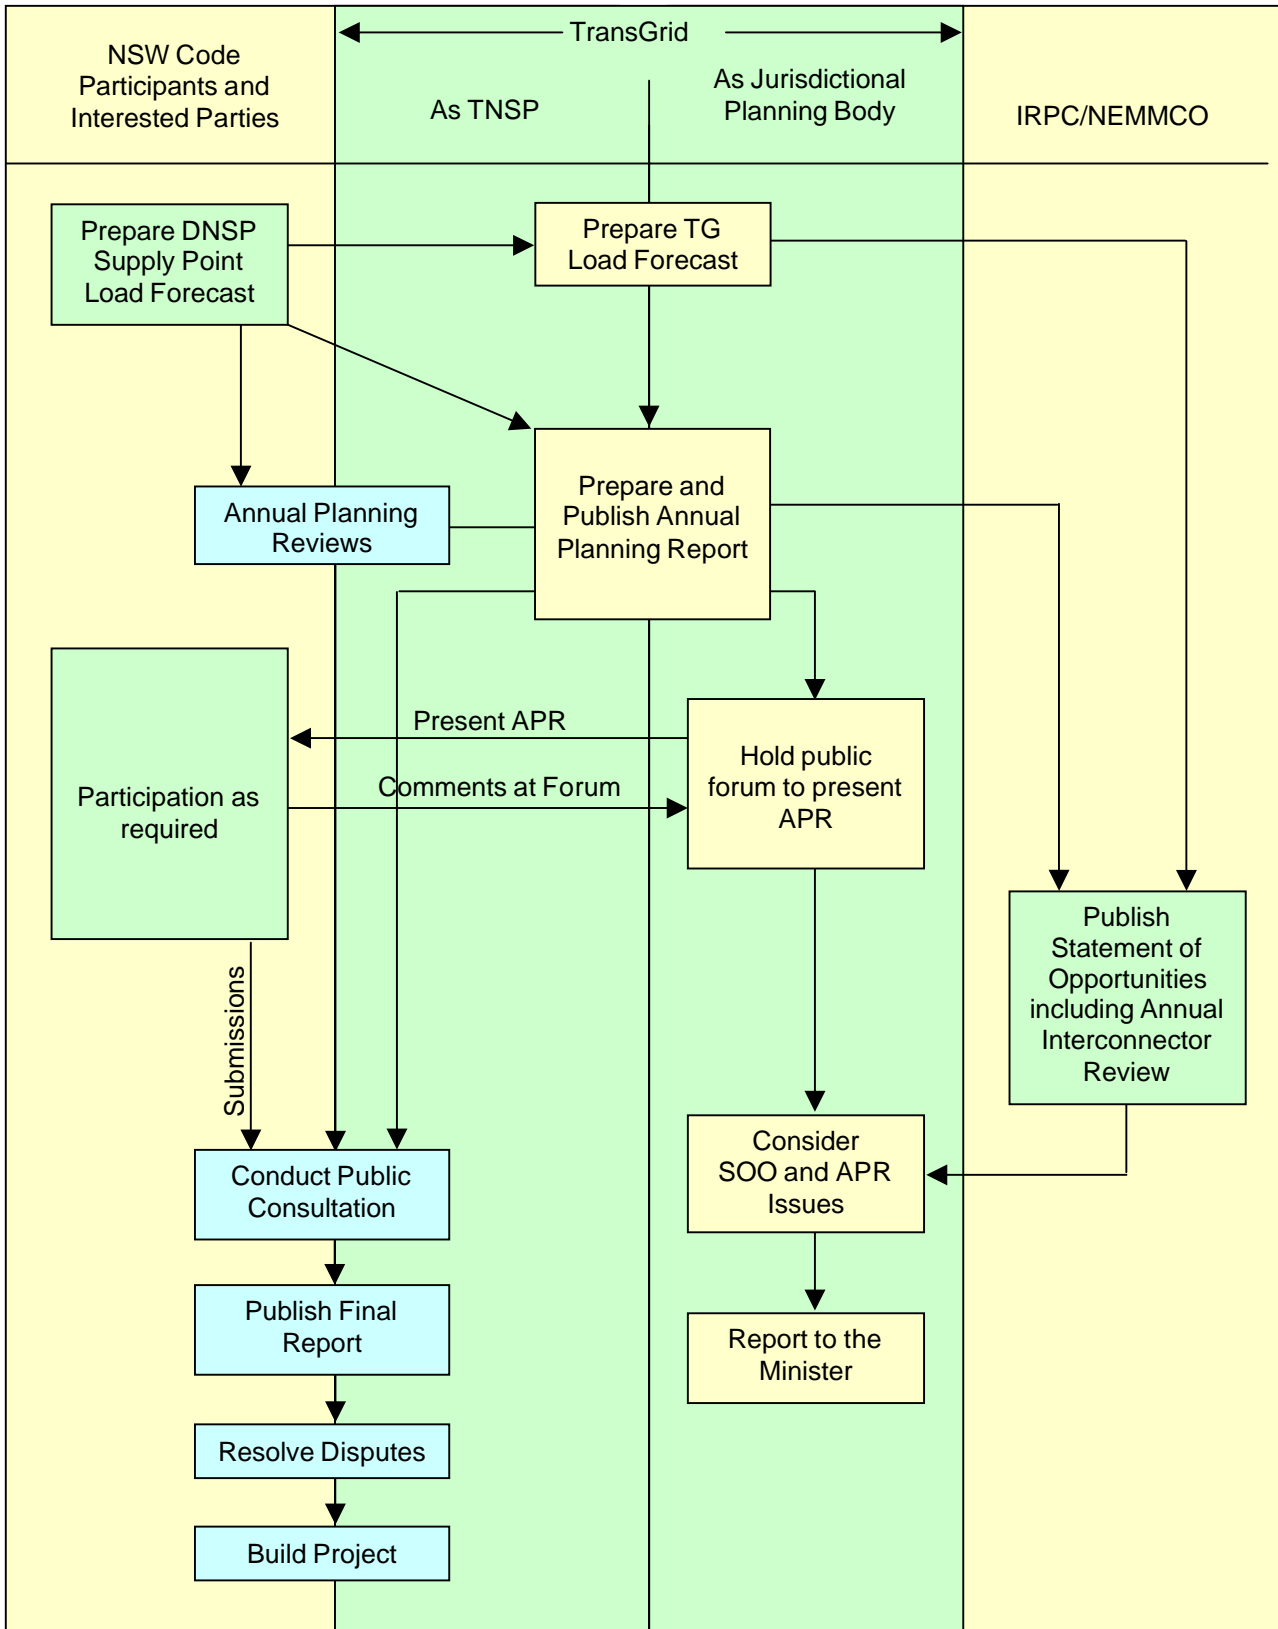 TransGrid
NSW Code
Participants and
Interested Parties
As TNSP
As Jurisdictional
Planning Body
IRPC/NEMMCO
Prepare DNSP
Supply Point
Load Forecast
Prepare TG
Load Forecast
Annual Planning
Reviews
Prepare and
Publish Annual
Planning Report
Participation as
required
Present APR
Comments at Forum
Hold public
forum to present
APR
Publish
Statement of
Opportunities
including Annual
Interconnector
Review
Submissions
Conduct Public
Consultation
Consider
SOO and APR
Issues
Publish Final
Report
Report to the
Minister
Resolve Disputes
Build Project